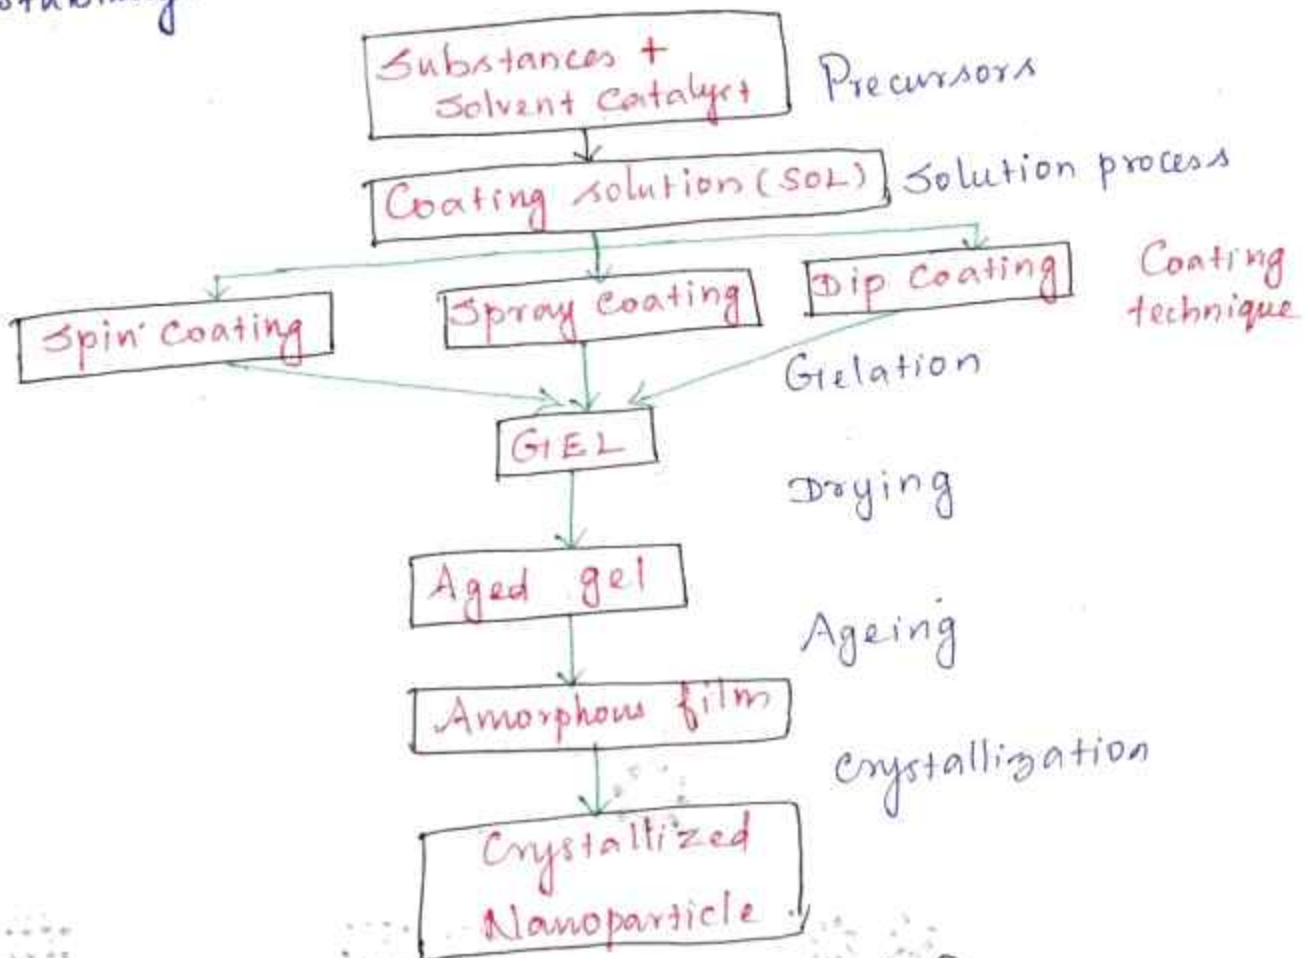 Substances +
Solvent Catalyst
Precursors
Coating solution (SOL)
Solution process
Spin Coating
Spray Coating
Dip Coating
Coating
technique
Gelation
GEL
Drying
Aged gel
Ageing
Amorphous film
Crystallization
Crystallized
Nanoparticle